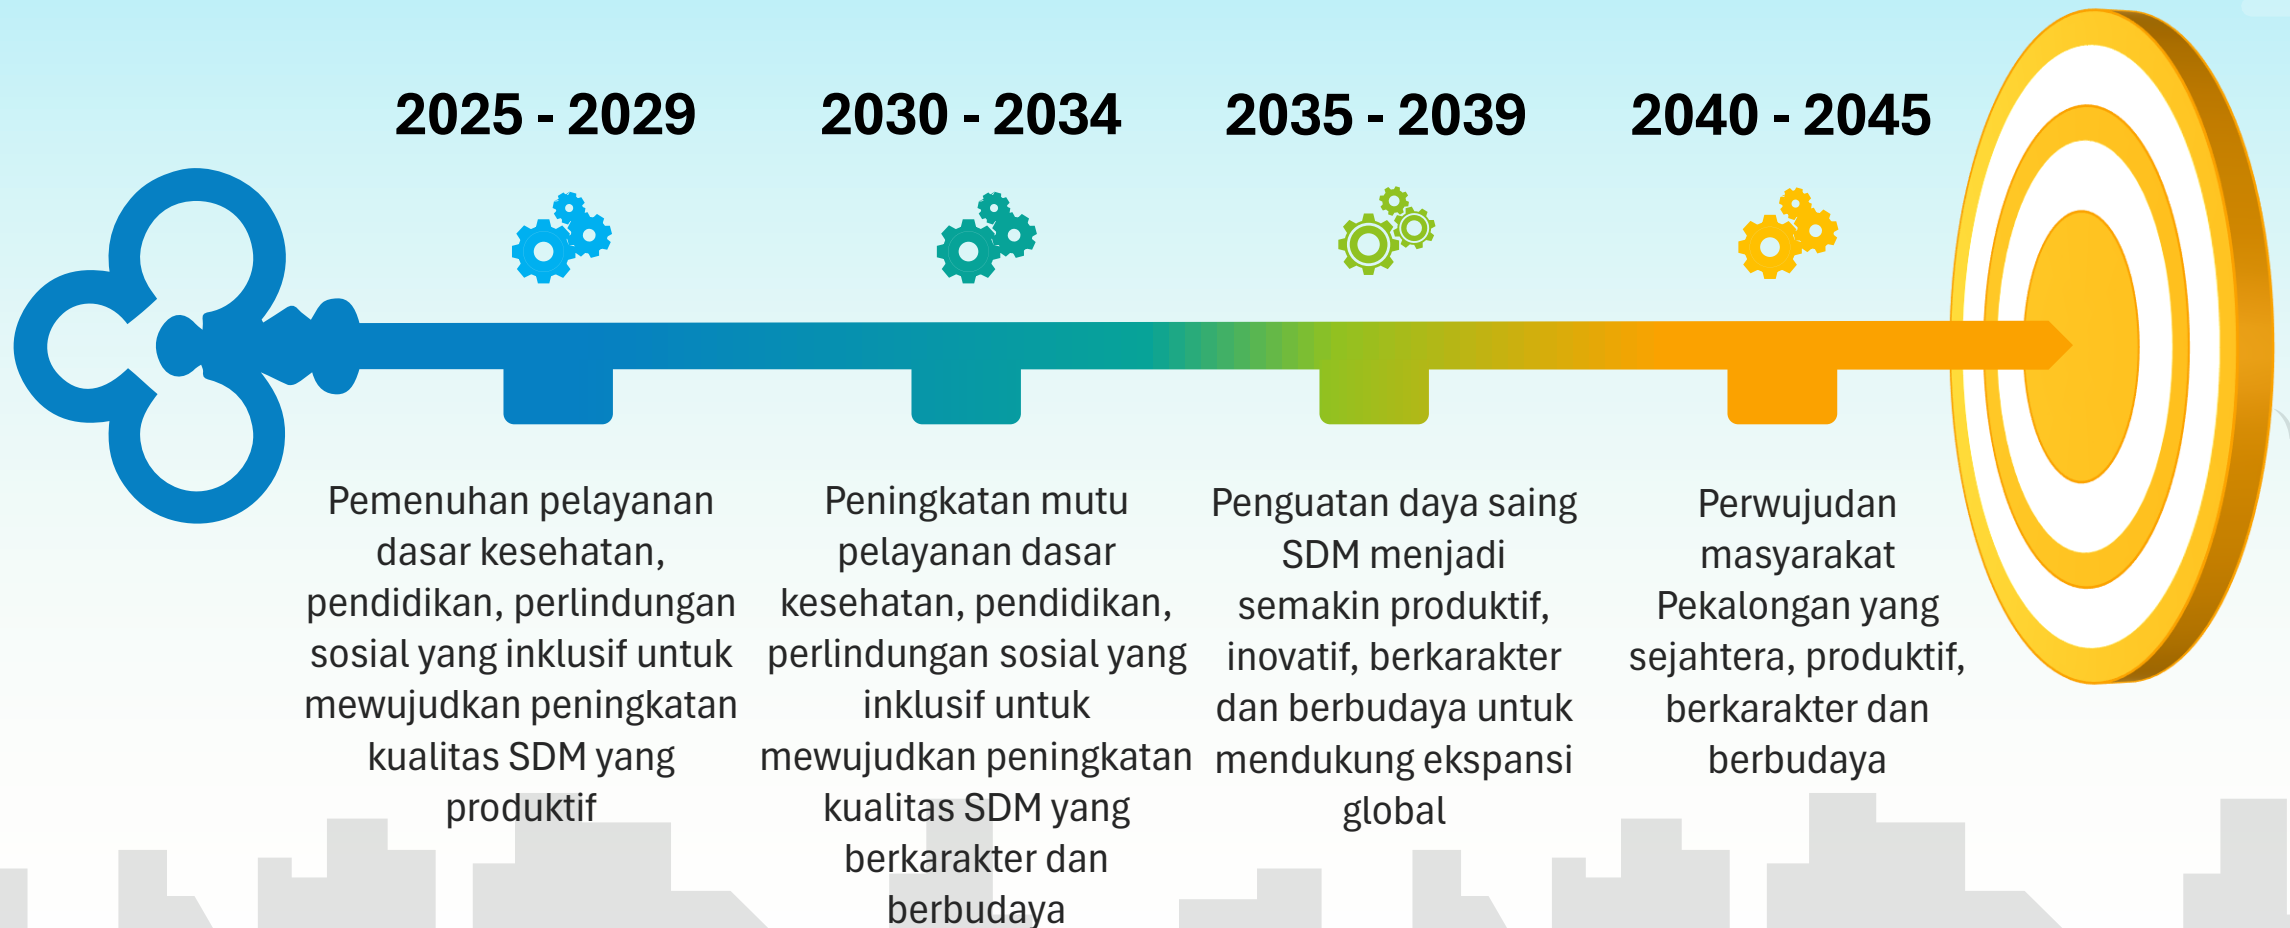 2025 - 2029
Pemenuhan pelayanan
dasar kesehatan,
pendidikan, perlindungan
sosial yang inklusif untuk
mewujudkan peningkatan
kualitas SDM yang
produktif
2030 - 2034
Peningkatan mutu
pelayanan dasar
kesehatan, pendidikan,
perlindungan sosial yang
inklusif untuk
mewujudkan peningkatan
kualitas SDM yang
berkarakter dan
berbudaya
2035 - 2039
Penguatan daya saing
SDM menjadi
semakin produktif,
inovatif, berkarakter
dan berbudaya untuk
mendukung ekspansi
global
2040 - 2045
Perwujudan
masyarakat
Pekalongan yang
sejahtera, produktif,
berkarakter dan
berbudaya